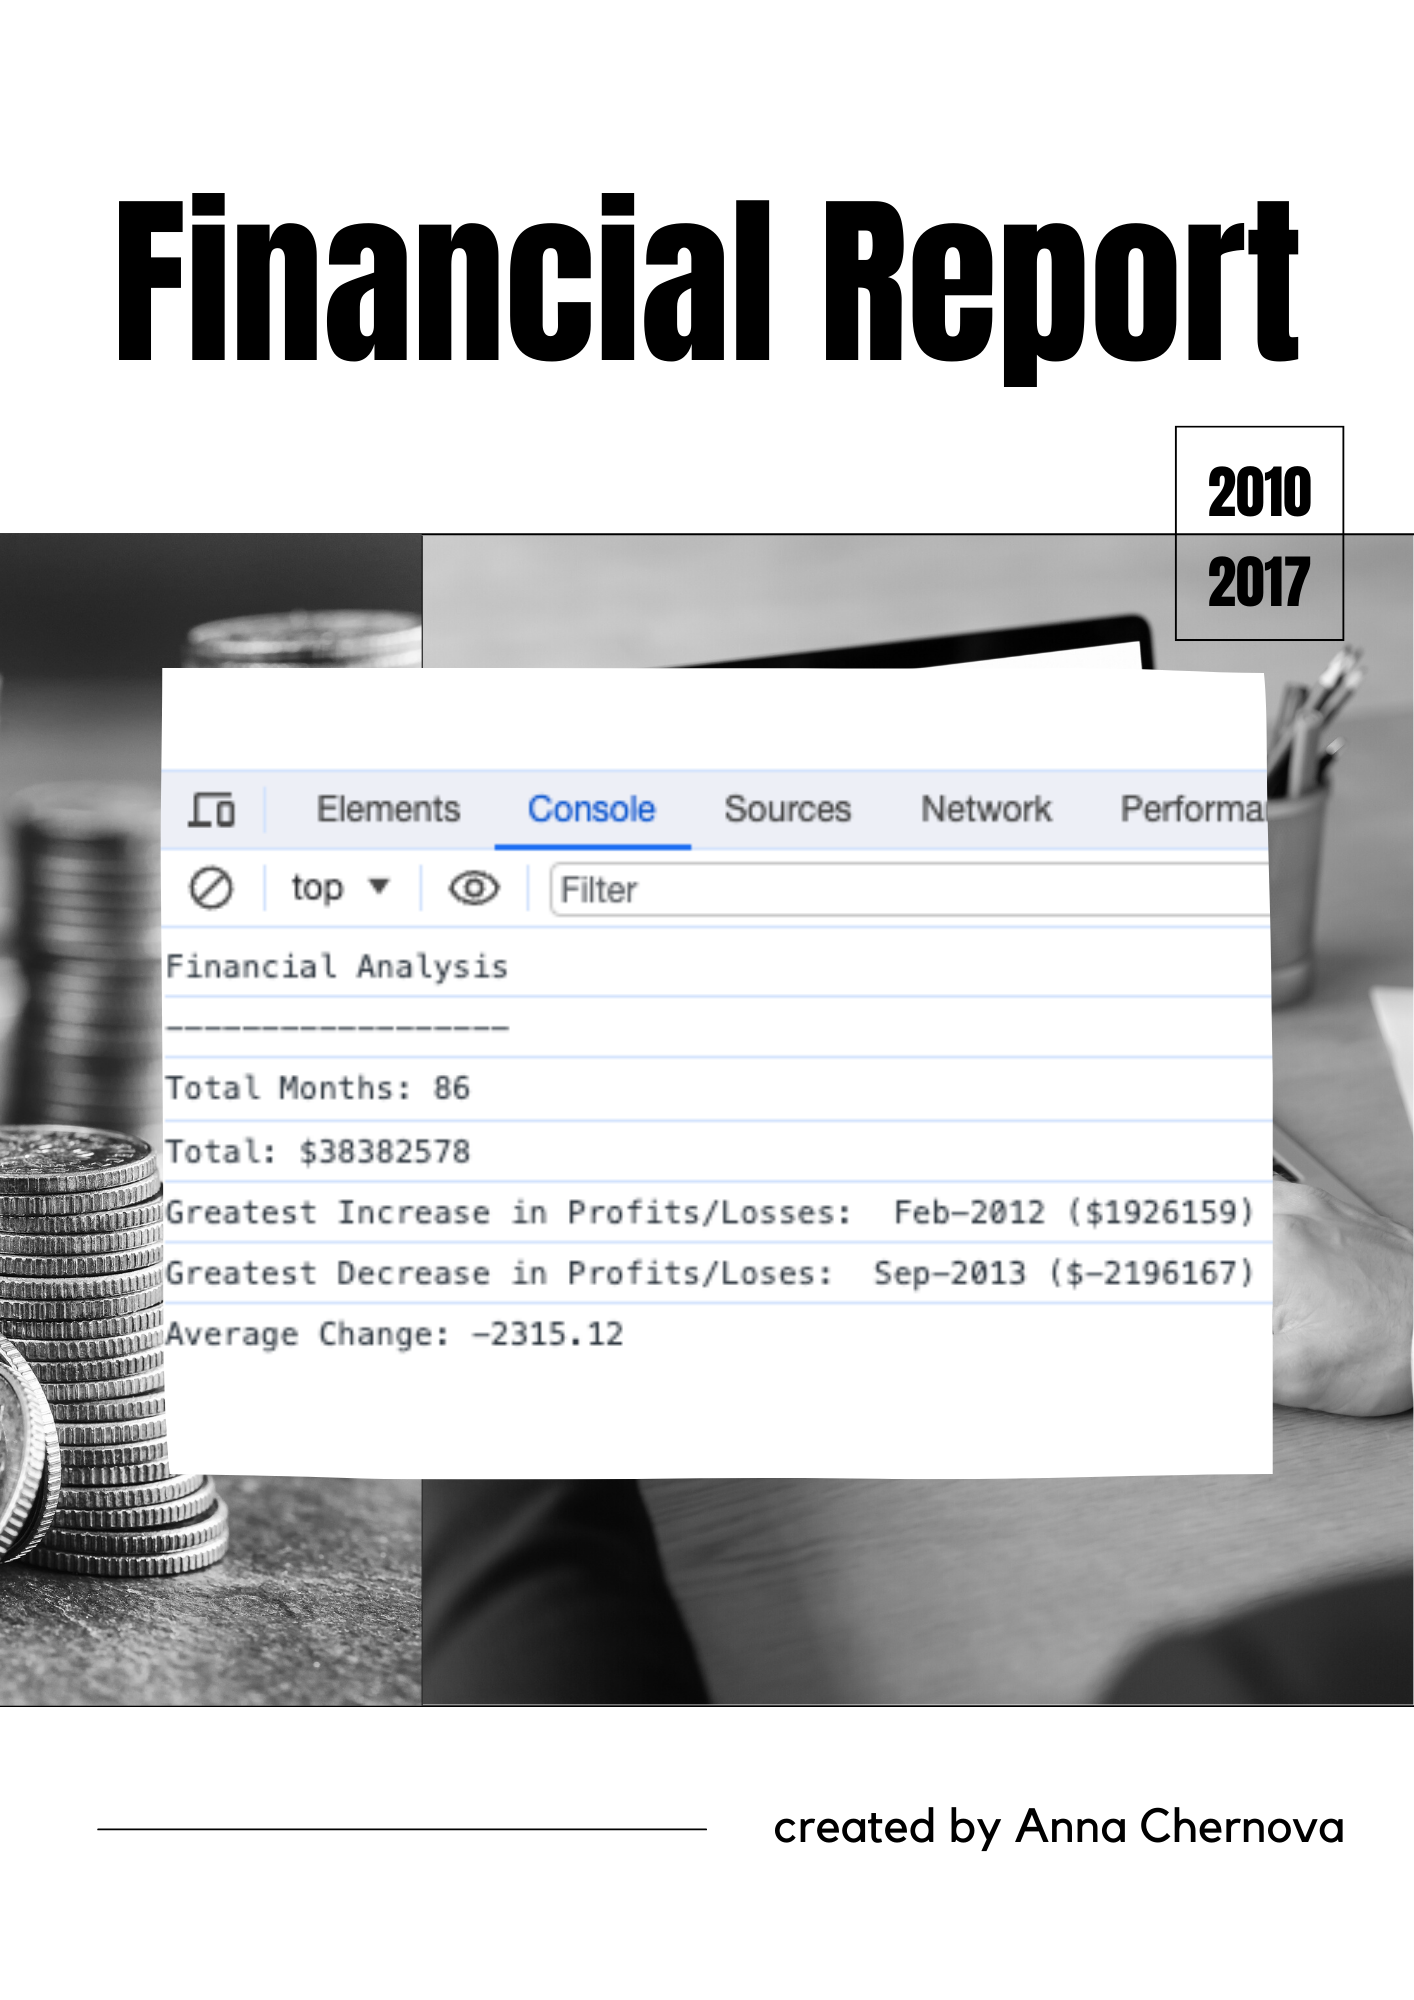 Financial Report
2010
2017
Elements Console Sources Network Performa
top Filter
Financial Analysis
------------------
Total Months: 86
Total: $38382578
Greatest Increase in Profits/Losses:  Feb-2012 ($1926159)
Greatest Decrease in Profits/Loses:  Sep-2013 ($-2196167)
Average Change: -2315.12
created by Anna Chernova